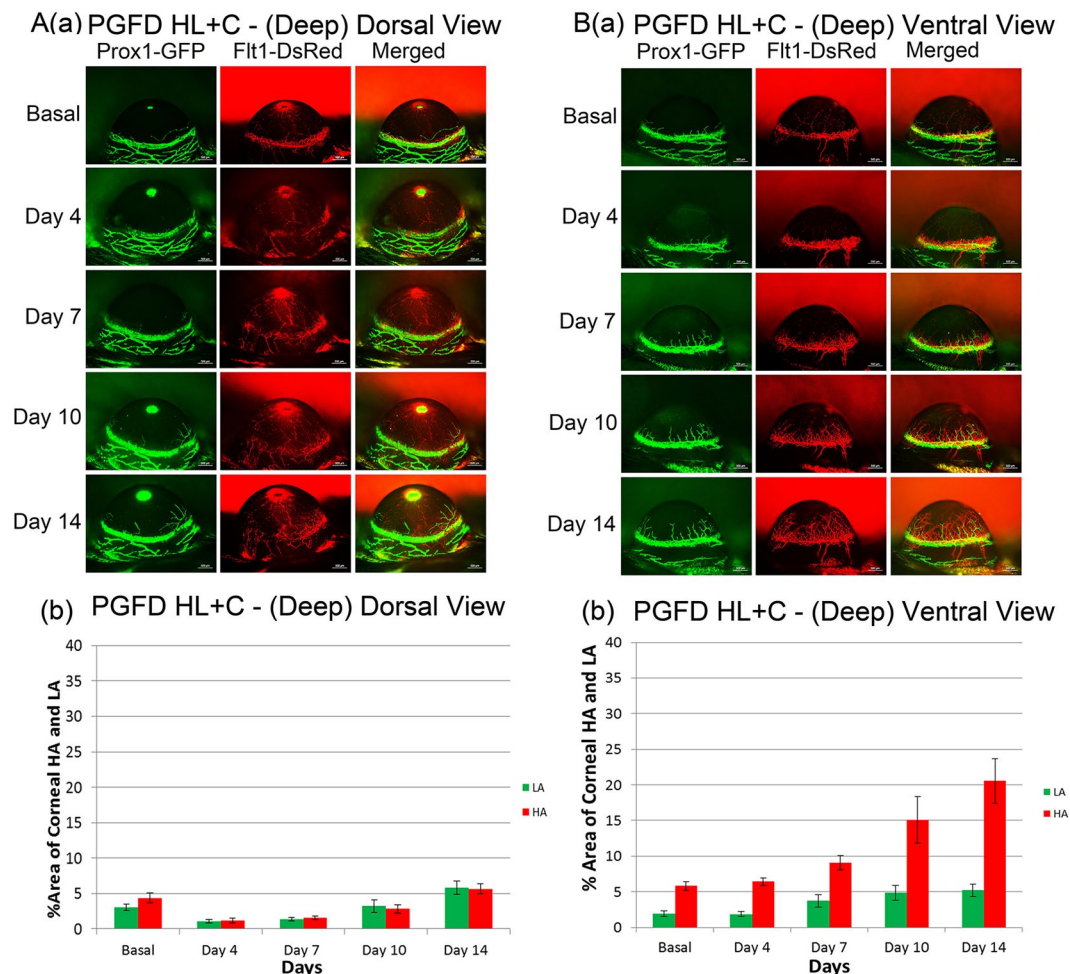 A(a) PGFD HL+C - (Deep) Dorsal View
Prox1-GFP Flt1-DsRed Merged
Basal
Day 4
Day 7
Day 10
Day 14
(b) PGFD HL+C - (Deep) Dorsal View
%Area of Corneal HA and LA
40
35
30
25
20
15
10
5
0
Basal Day 4 Day 7 Day 10 Day 14
Days
LA
HA
B(a) PGFD HL+C - (Deep) Ventral View
Prox1-GFP Flt1-DsRed Merged
Basal
Day 4
Day 7
Day 10
Day 14
(b) PGFD HL+C - (Deep) Ventral View
% Area of Corneal HA and LA
40
35
30
25
20
15
10
5
0
Basal Day 4 Day 7 Day 10 Day 14
Days
LA
HA